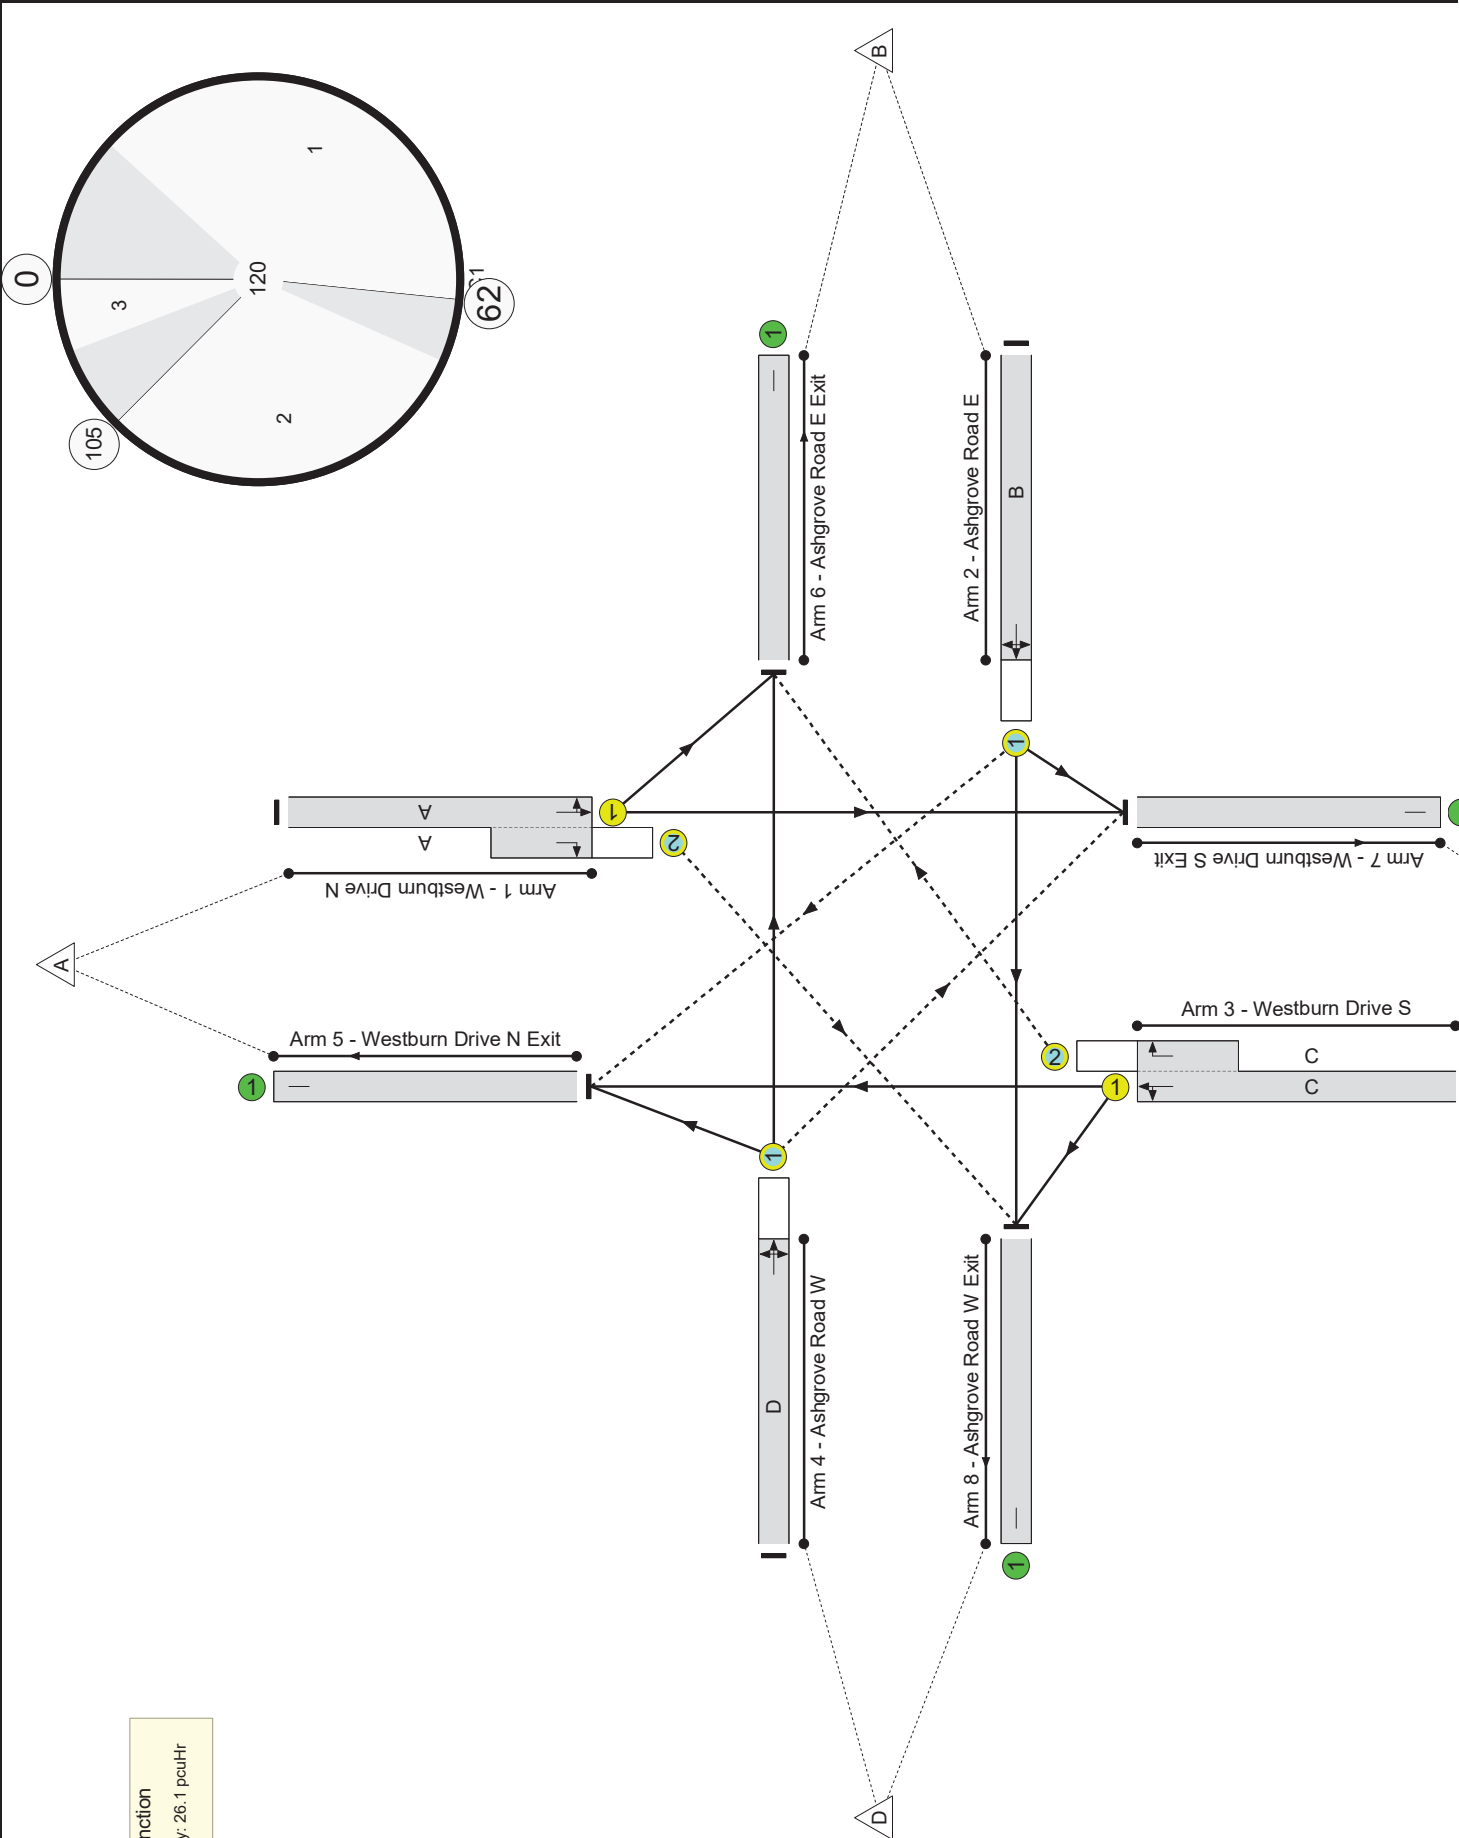 0
3
105
120
1
62
2
B
1
Arm 6 - Ashgrove Road E Exit
Arm 2 - Ashgrove Road E
B
1
A
A
1
2
Arm 1 - Westburn Drive N
Arm 7 - Westburn Drive S Exit
A
Arm 5 - Westburn Drive N Exit
1
Arm 3 - Westburn Drive S
C
C
2
1
1
D
Arm 4 - Ashgrove Road W
Arm 8 - Ashgrove Road W Exit
1
D
nction
y: 26.1 pcuHr